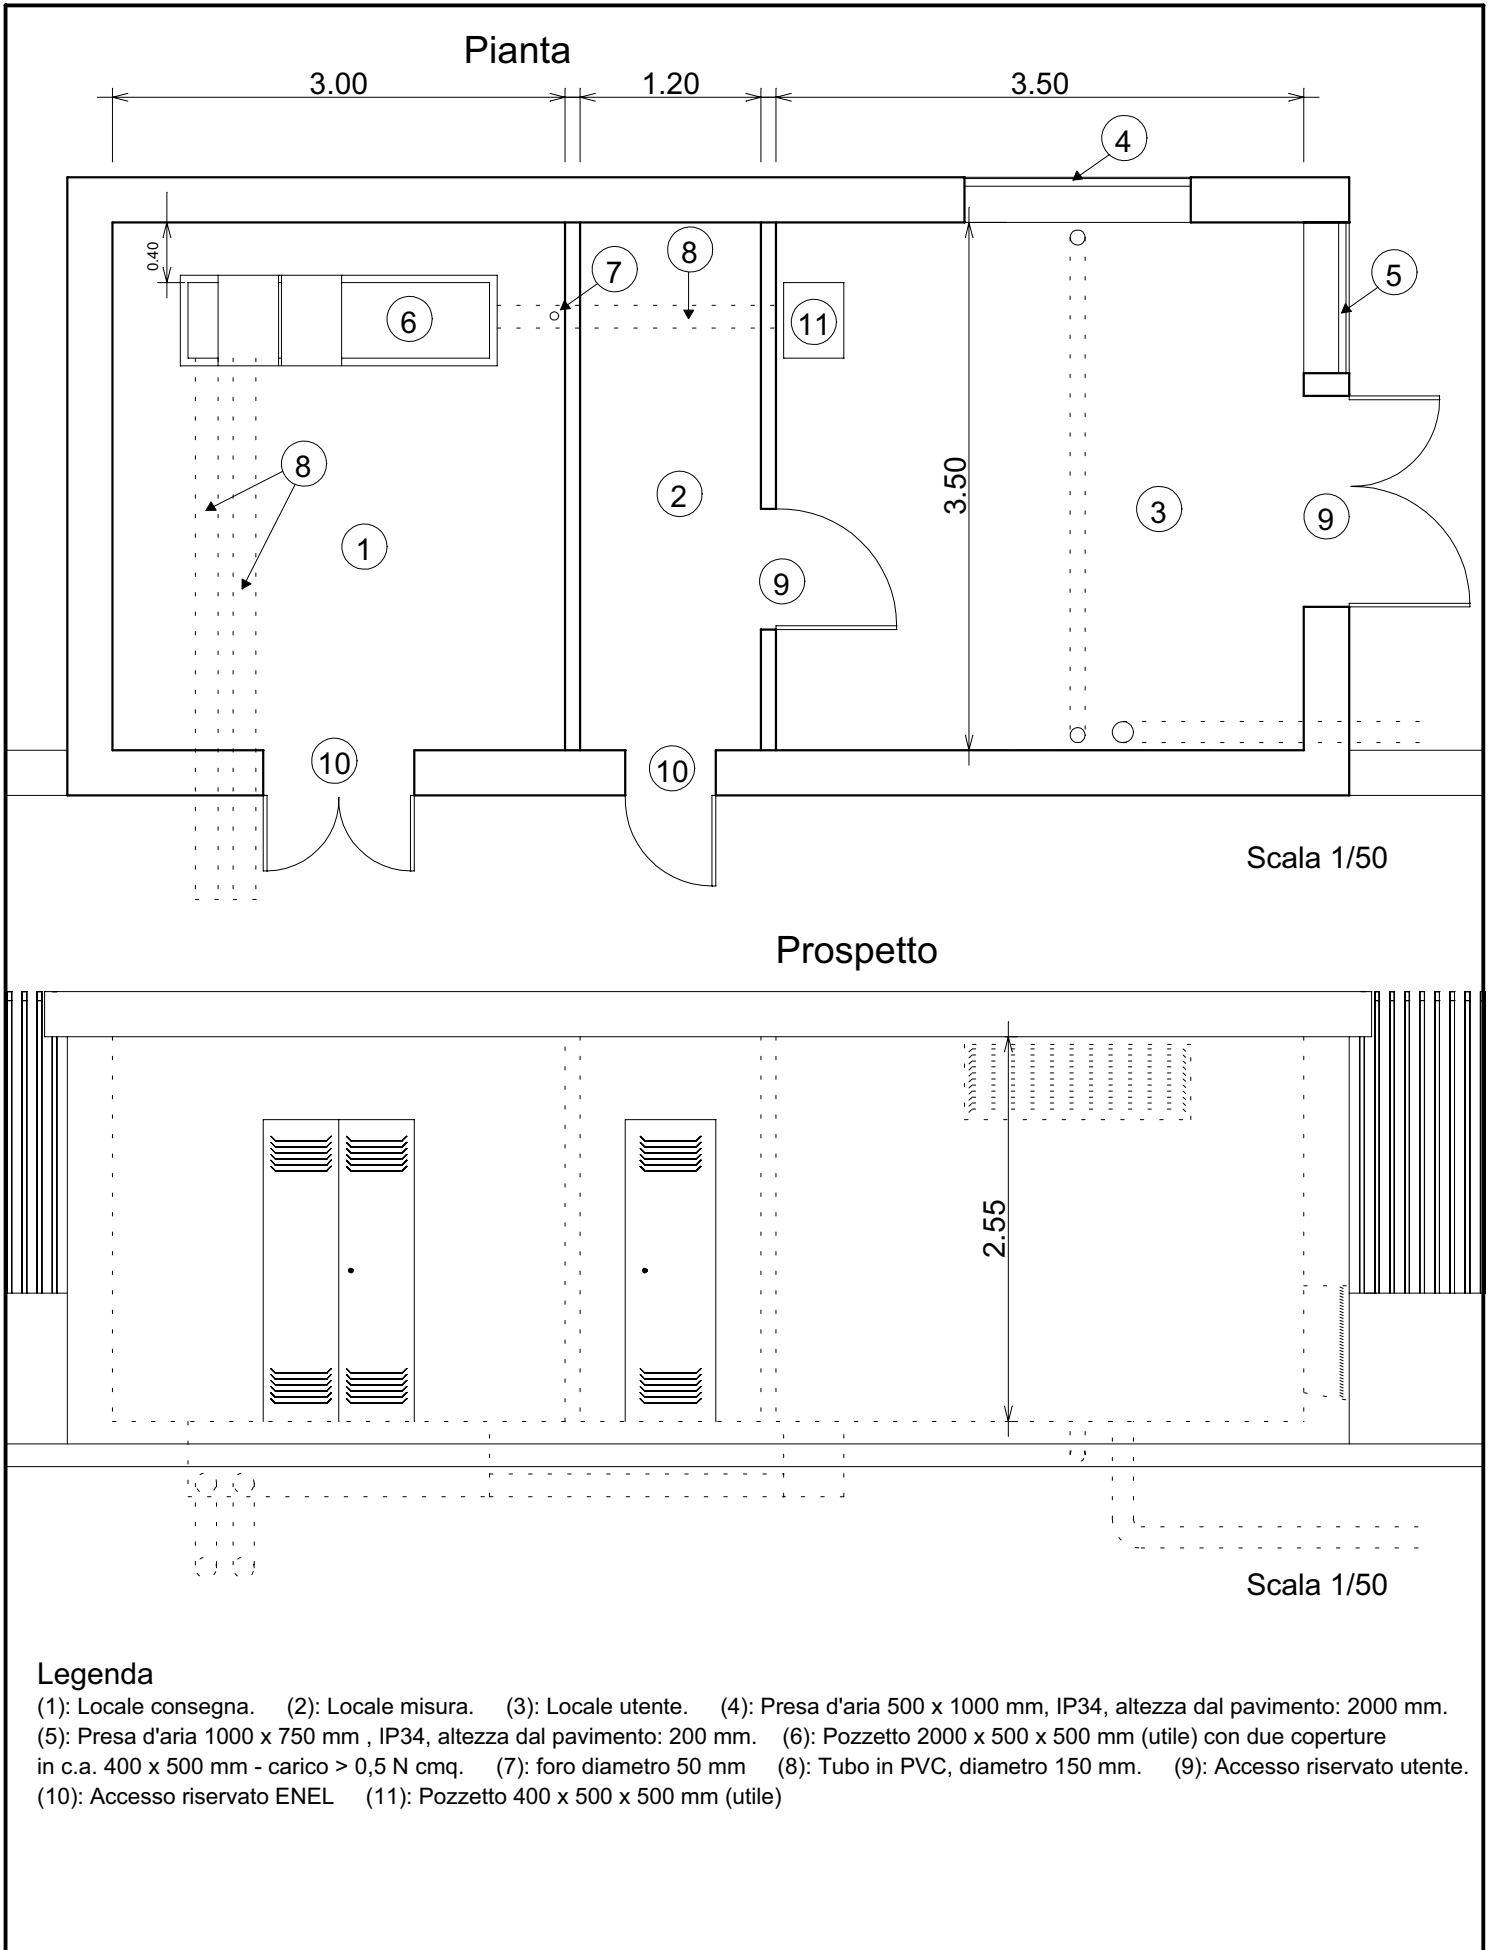 Pianta
3.00
1.20
3.50
4
0.40
7
8
5
6
11
8
2
3.50
3
9
1
9
10
10
Scala 1/50
Prospetto
2.55
Scala 1/50
Legenda
(1): Locale consegna. (2): Locale misura. (3): Locale utente. (4): Presa d'aria 500 x 1000 mm, IP34, altezza dal pavimento: 2000 mm.
(5): Presa d'aria 1000 x 750 mm , IP34, altezza dal pavimento: 200 mm. (6): Pozzetto 2000 x 500 x 500 mm (utile) con due coperture
in c.a. 400 x 500 mm - carico > 0,5 N cmq. (7): foro diametro 50 mm (8): Tubo in PVC, diametro 150 mm. (9): Accesso riservato utente.
(10): Accesso riservato ENEL (11): Pozzetto 400 x 500 x 500 mm (utile)